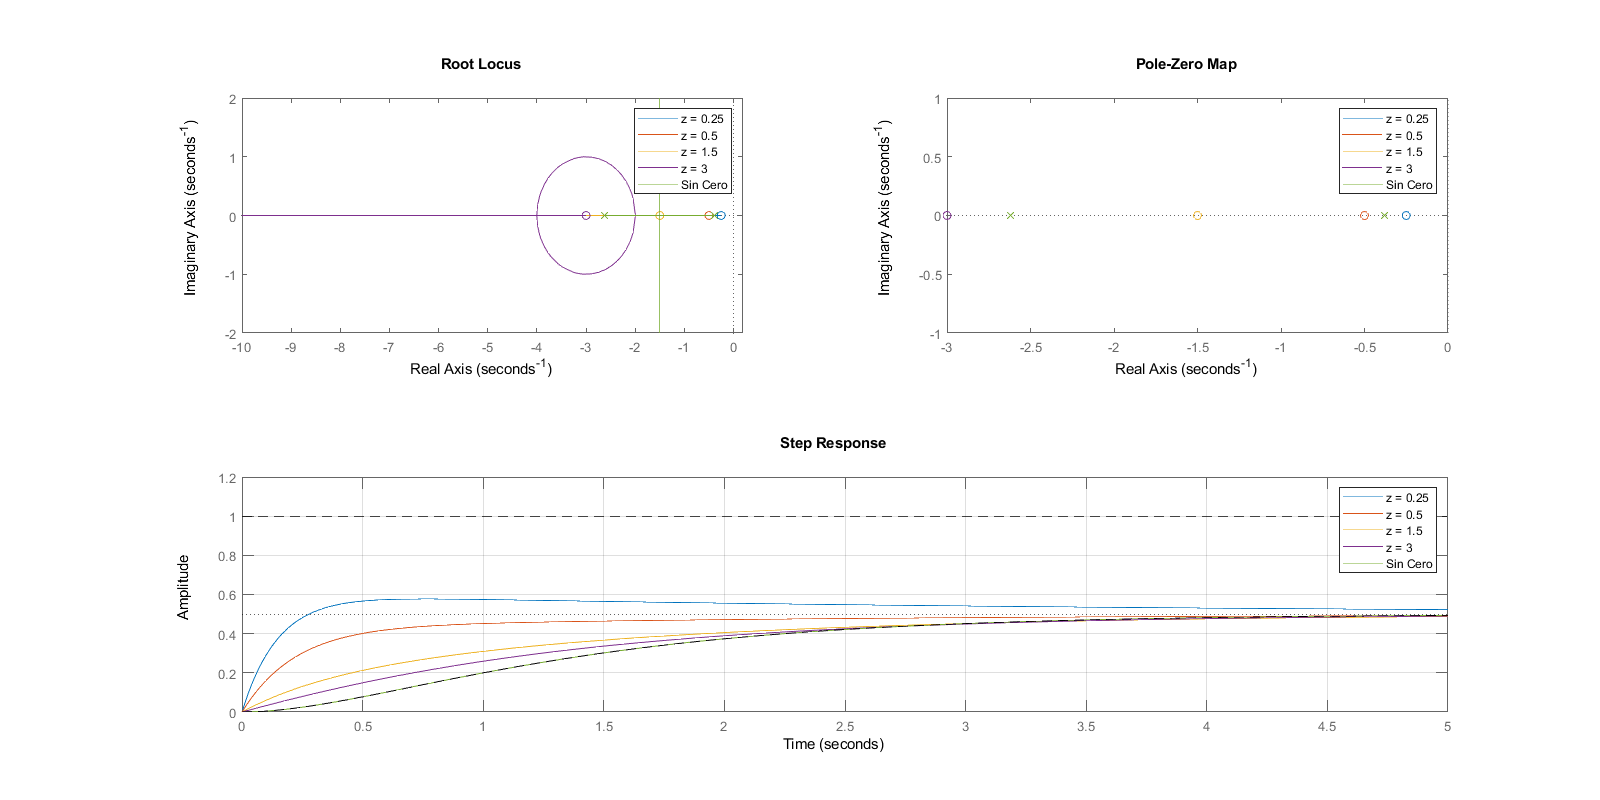 Root Locus
2
1
0
-1
-2
-10 -9 -8 -7 -6 -5 -4 -3 -2 -1 0
Imaginary Axis (seconds-1)
Real Axis (seconds-1)
z = 0.25
z = 0.5
z = 1.5
z = 3
Sin Cero
Pole-Zero Map
1
0.5
0
-0.5
-1
-3 -2.5 -2 -1.5 -1 -0.5 0
Imaginary Axis (seconds-1)
Real Axis (seconds-1)
z = 0.25
z = 0.5
z = 1.5
z = 3
Sin Cero
Step Response
1.2
1
0.8
0.6
0.4
0.2
0
0 0.5 1 1.5 2 2.5 3 3.5 4 4.5 5
Amplitude
Time (seconds)
z = 0.25
z = 0.5
z = 1.5
z = 3
Sin Cero